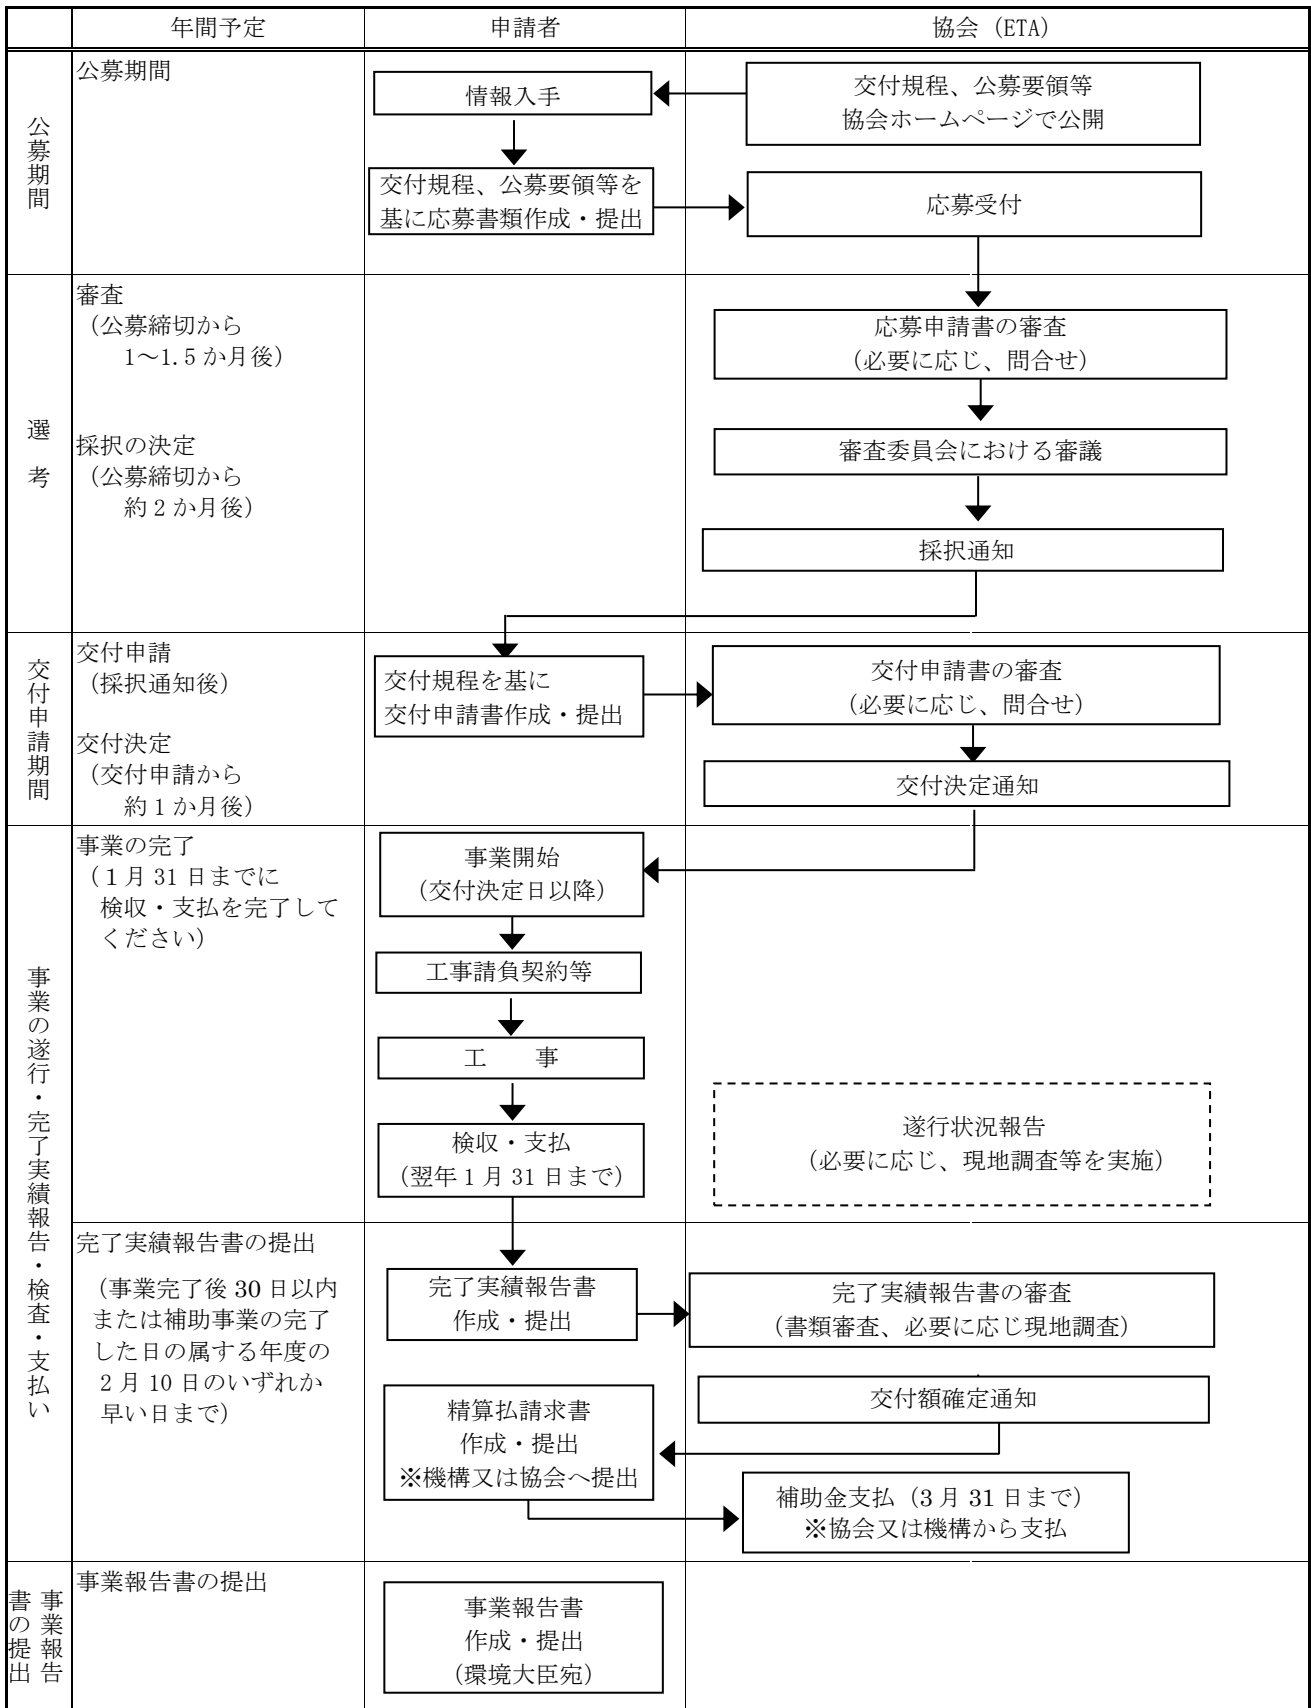 年間予定
申請者
協会（ETA）
公募期間
公募期間
情報入手
交付規程、公募要領等
協会ホームページで公開
交付規程、公募要領等を
基に応募書類作成・提出
応募受付
選　考
審査
（公募締切から
1～1.5か月後）
採択の決定
（公募締切から
約2か月後）
応募申請書の審査
（必要に応じ、問合せ）
審査委員会における審議
採択通知
交付申請期間
交付申請
（採択通知後）
交付決定
（交付申請から
約1か月後）
交付規程を基に
交付申請書作成・提出
交付申請書の審査
（必要に応じ、問合せ）
交付決定通知
事業の遂行・完了実績報告・検査・支払い
事業の完了
（1月31日までに
検収・支払を完了して
ください）
事業開始
（交付決定日以降）
工事請負契約等
工　　事
検収・支払
（翌年1月31日まで）
遂行状況報告
（必要に応じ、現地調査等を実施）
完了実績報告書の提出
（事業完了後30日以内
または補助事業の完了
した日の属する年度の
2月10日のいずれか
早い日まで）
完了実績報告書
作成・提出
完了実績報告書の審査
（書類審査、必要に応じ現地調査）
交付額確定通知
精算払請求書
作成・提出
※機構又は協会へ提出
補助金支払（3月31日まで）
※協会又は機構から支払
事業報告
書の提出
事業報告書の提出
事業報告書
作成・提出
（環境大臣宛）